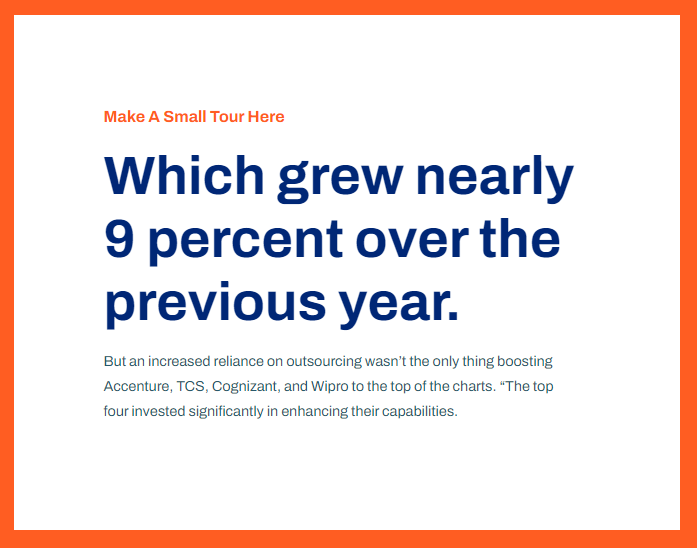 Make A Small Tour Here
Which grew nearly
9 percent over the
previous year.
But an increased reliance on outsourcing wasn’t the only thing boosting
Accenture, TCS, Cognizant, and Wipro to the top of the charts. “The top
four invested significantly in enhancing their capabilities.